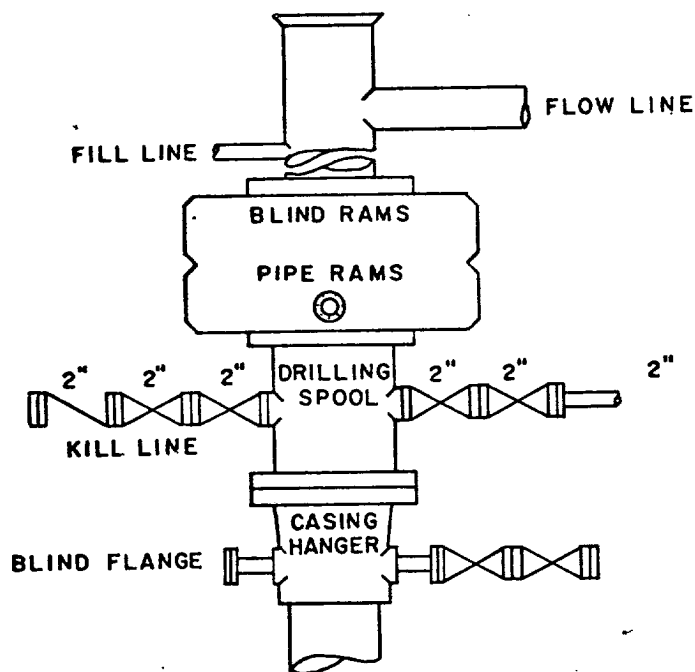 FLOW LINE
FILL LINE
BLIND RAMS
PIPE RAMS
2" 2" 2" DRILLING 2" 2" 2"
SPOOL
KILL LINE
CASING
HANGER
BLIND FLANGE